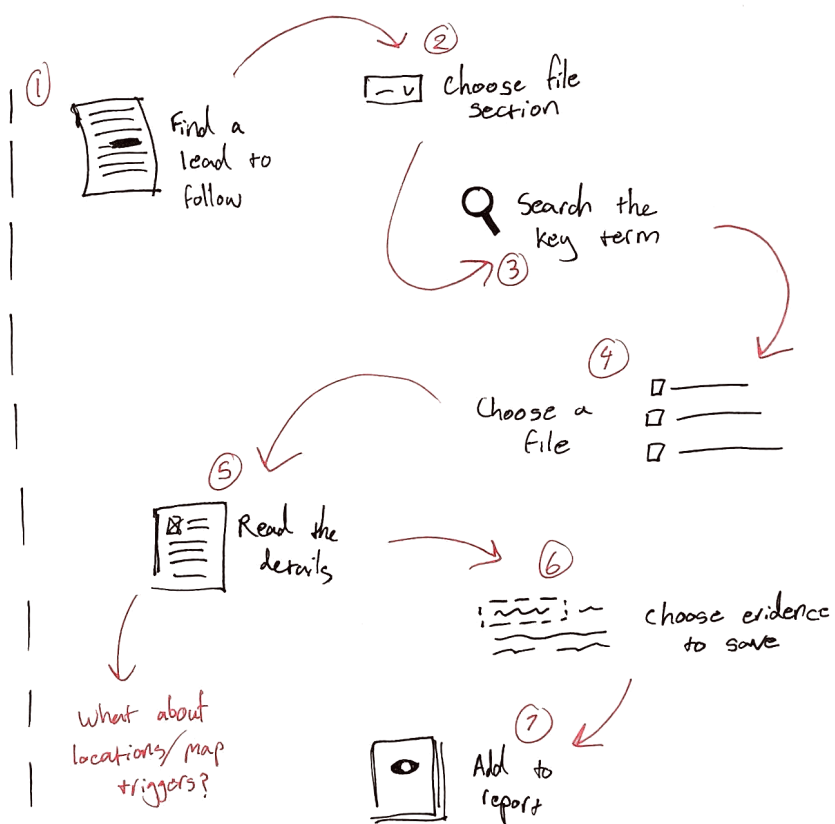 ①
Find a
lead to
follow
②
Choose file
section
Search the
key term
③
④
Choose a
file
⑤
Read the
details
⑥
choose evidence
to save
⑦
Add to
report
What about
locations/map
triggers?